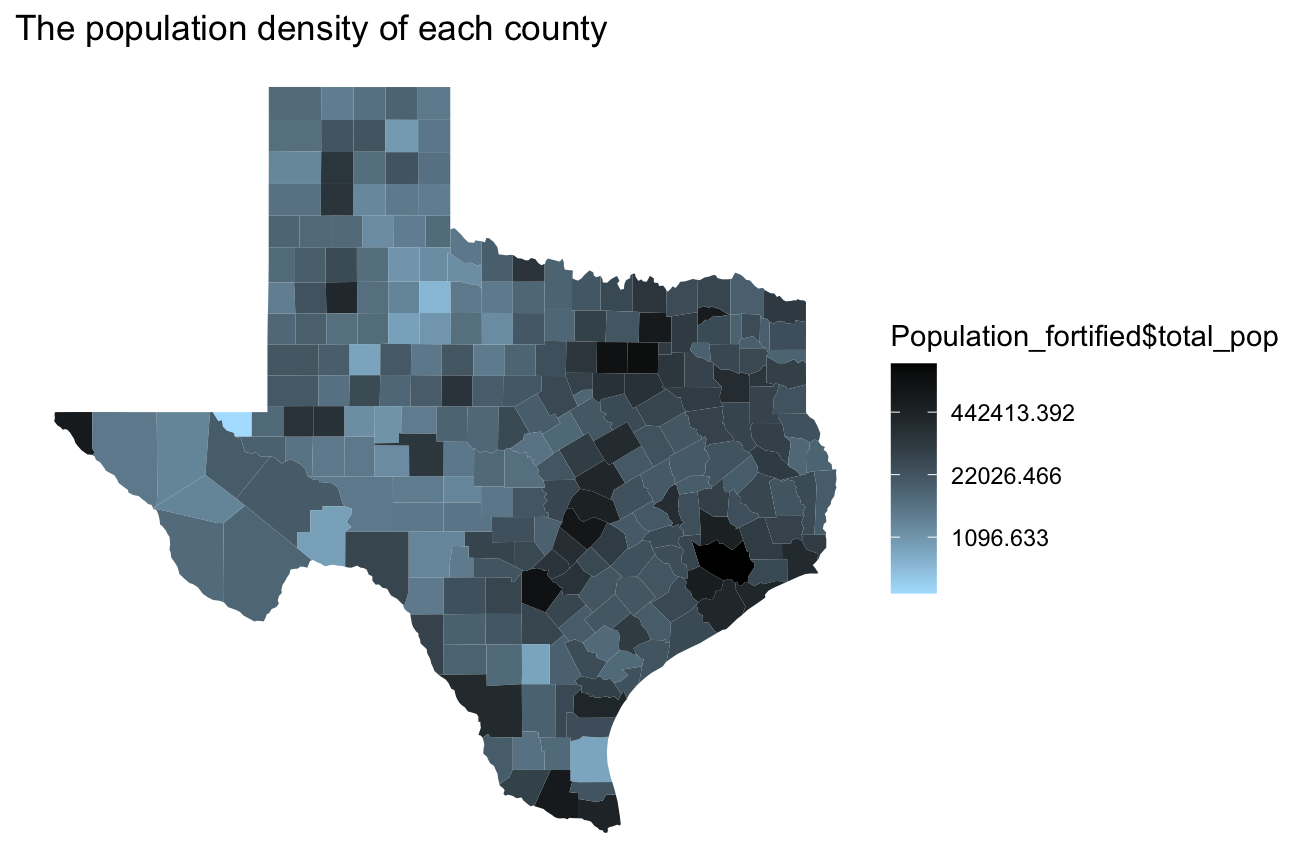 The population density of each county
Population_fortified$total_pop
442413.392
22026.466
1096.633